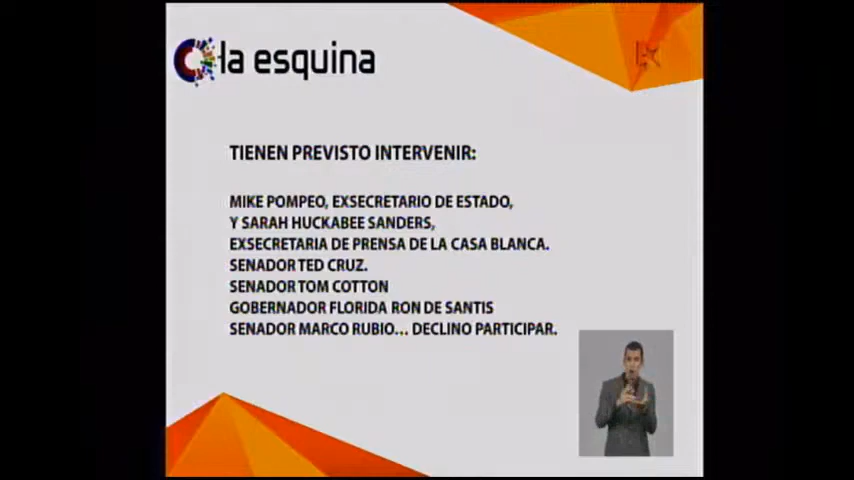 la esquina
TIENEN PREVISTO INTERVENIR:
MIKE POMPEO, EXSECRETARIO DE ESTADO,
Y SARAH HUCKABEE SANDERS,
EXSECRETARIA DE PRENSA DE LA CASA BLANCA.
SENADOR TED CRUZ.
SENADOR TOM COTTON
GOBERNADOR FLORIDA RON DE SANTIS
SENADOR MARCO RUBIO... DECLINO PARTICIPAR.